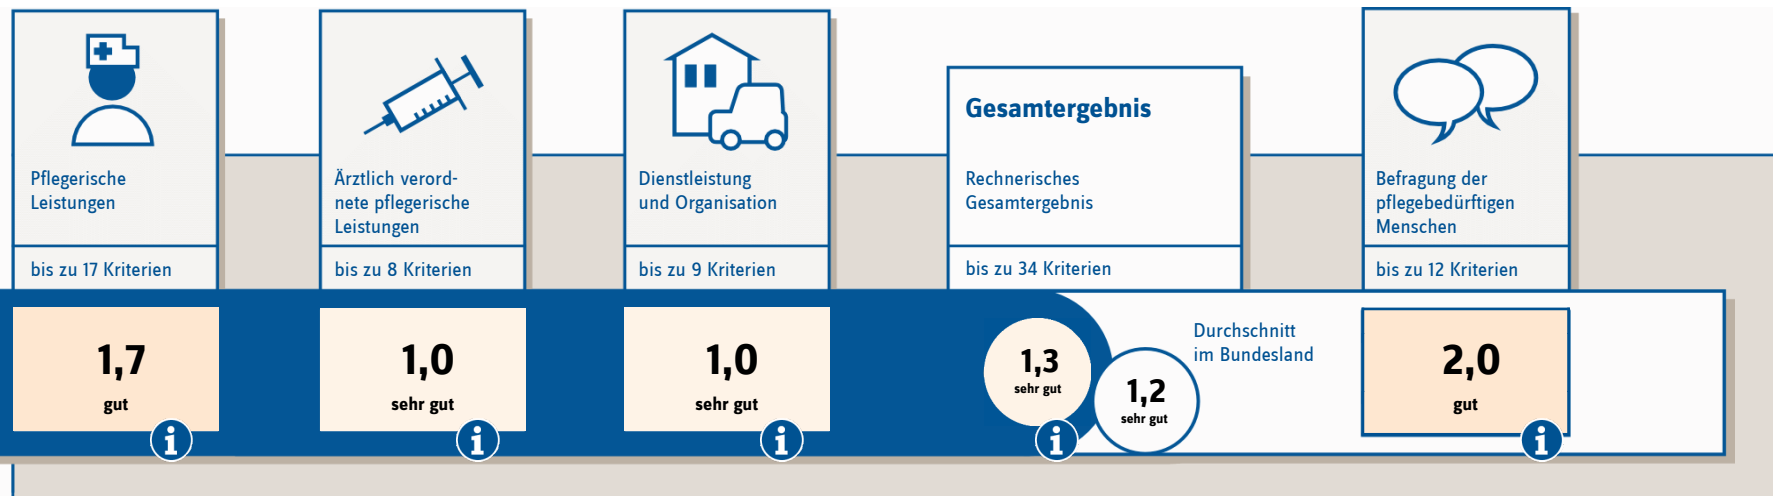 Pflegerische
Leistungen
bis zu 17 Kriterien
1,7
gut
i
Ärztlich verord-
nete pflegerische
Leistungen
bis zu 8 Kriterien
1,0
sehr gut
i
Dienstleistung
und Organisation
bis zu 9 Kriterien
1,0
sehr gut
i
Gesamtergebnis
Rechnerisches
Gesamtergebnis
bis zu 34 Kriterien
1,3
sehr gut
i
1,2
sehr gut
Durchschnitt
im Bundesland
Befragung der
pflegebedürftigen
Menschen
bis zu 12 Kriterien
2,0
gut
i